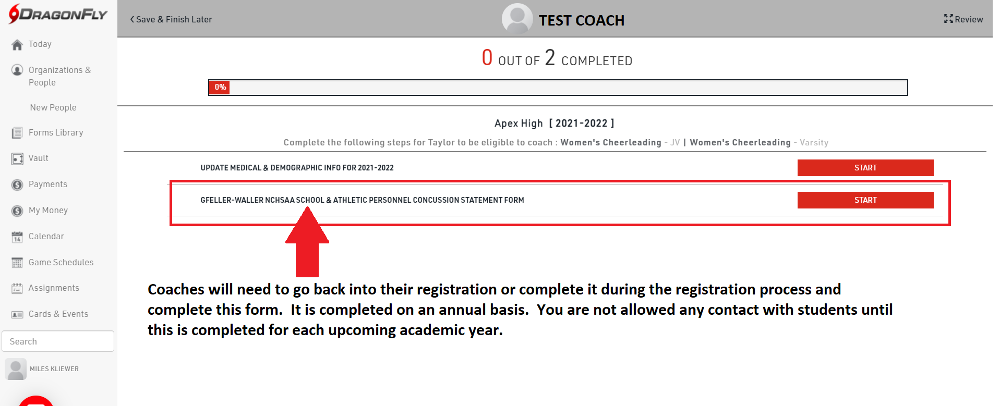 DRAGONFLY
Today
Organizations &
People
New People
Forms Library
Vault
Payments
My Money
14
Calendar
Game Schedules
Assignments
Cards & Events
Search
MILES KLIEWER
Save & Finish Later
TEST COACH
Review
0 OUT OF 2 COMPLETED
0%
Apex High [ 2021-2022 ]
Complete the following steps for Taylor to be eligible to coach : Women's Cheerleading - JV | Women's Cheerleading - Varsity
UPDATE MEDICAL & DEMOGRAPHIC INFO FOR 2021-2022 START
GFELLER-WALLER NCHSAA SCHOOL & ATHLETIC PERSONNEL CONCUSSION STATEMENT FORM START
Coaches will need to go back into their registration or complete it during the registration process and
complete this form.  It is completed on an annual basis.  You are not allowed any contact with students until
this is completed for each upcoming academic year.